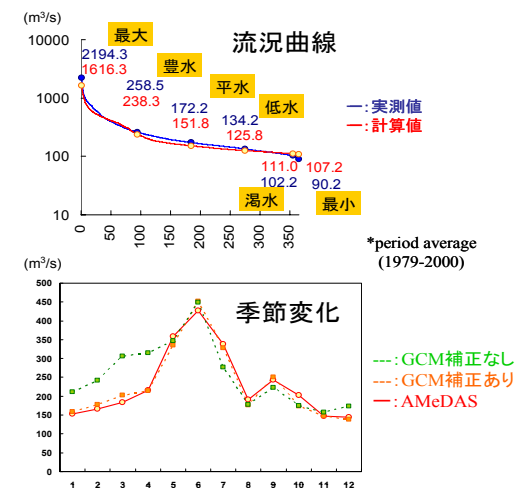 (m³/s)
流況曲線
10000
1000
100
10
最大
2194.3
1616.3
豊水
258.5
238.3
平水
172.2
151.8
低水
134.2
125.8
―:実測値
―:計算値
111.0 107.2
102.2 90.2
渇水
最小
0 50 100 150 200 250 300 350
*period average
(1979-2000)
(m³/s)
季節変化
500
450
400
350
300
250
200
150
100
50
0
1 2 3 4 5 6 7 8 9 10 11 12
---:GCM補正なし
---:GCM補正あり
―:AMeDAS